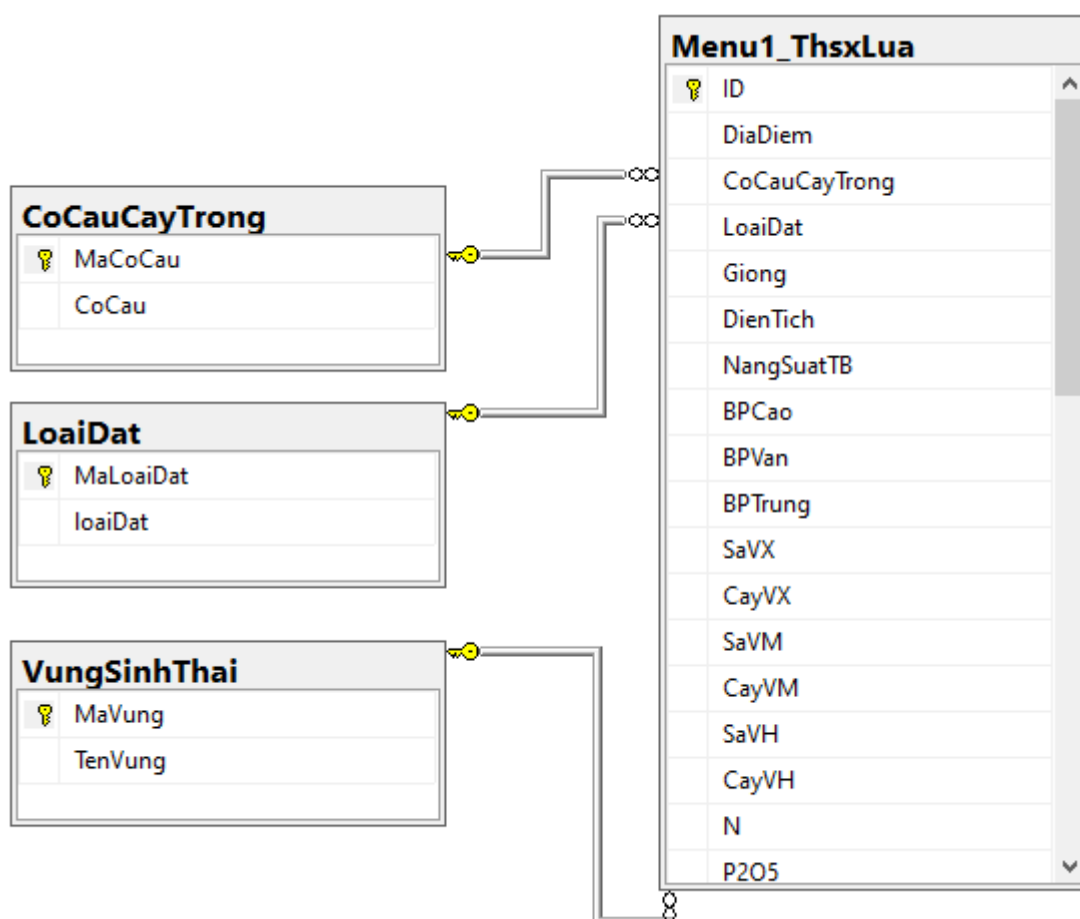 CoCauCayTrong
MaCoCau
CoCau
LoaiDat
MaLoaiDat
loaiDat
VungSinhThai
MaVung
TenVung
Menu1_ThsxLua
ID
DiaDiem
CoCauCayTrong
LoaiDat
Giong
DienTich
NangSuatTB
BPCao
BPVan
BPTrung
SaVX
CayVX
SaVM
CayVM
SaVH
CayVH
N
P2O5